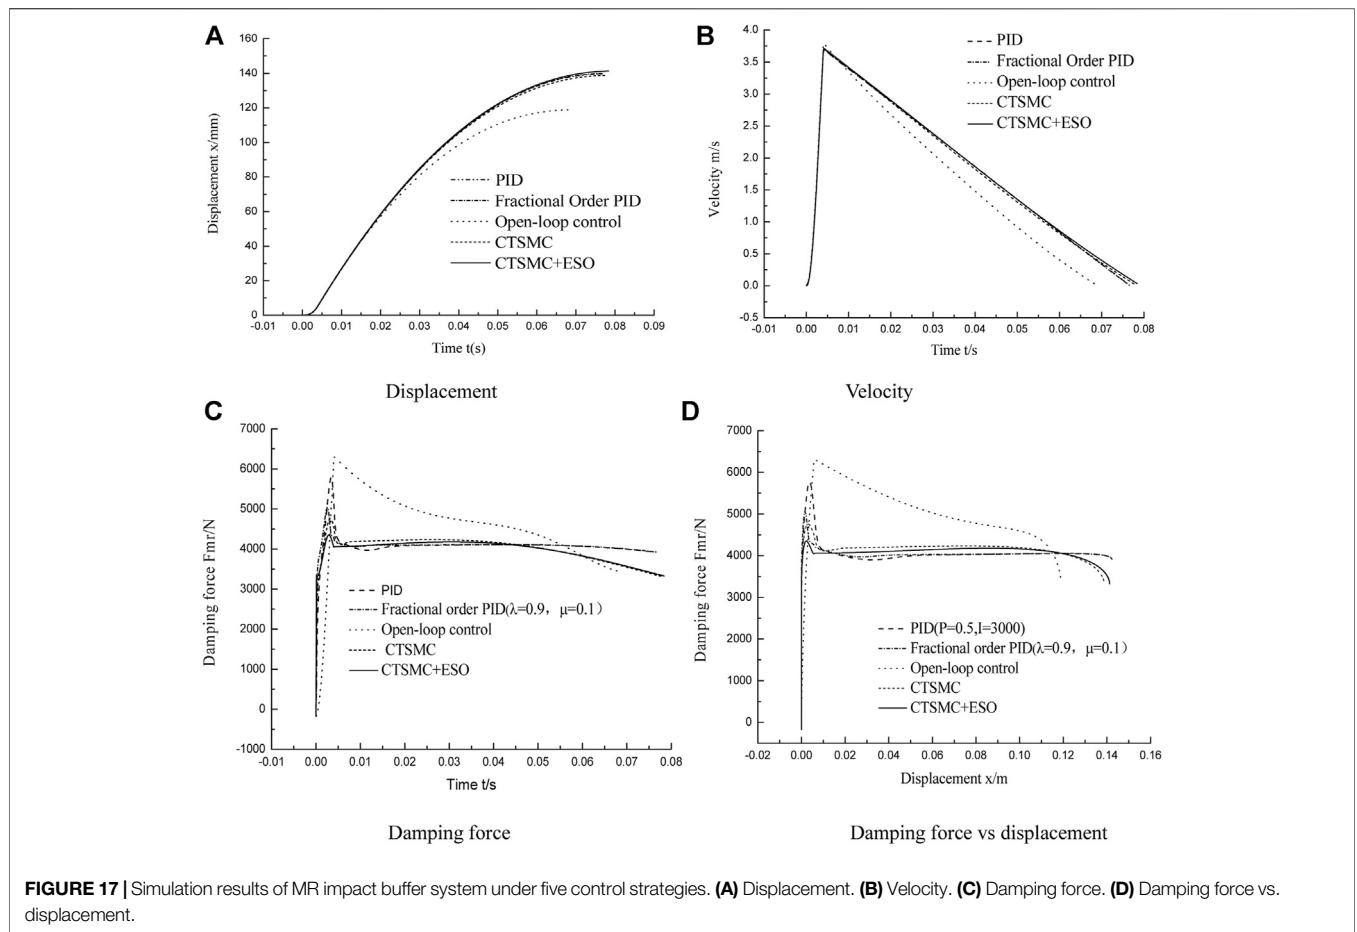 A
160
140
120
100
80
60
40
20
0
Displacement x/mm
PID
Fractional Order PID
Open-loop control
CTSMC
CTSMC+ESO
-0.01 0.00 0.01 0.02 0.03 0.04 0.05 0.06 0.07 0.08 0.09
Time t(s)
Displacement
B
4.0
3.5
3.0
2.5
2.0
1.5
1.0
0.5
0.0
-0.5
Velocity m/s
PID
Fractional Order PID
Open-loop control
CTSMC
CTSMC+ESO
-0.01 0.00 0.01 0.02 0.03 0.04 0.05 0.06 0.07 0.08
Time t/s
Velocity
C
7000
6000
5000
4000
3000
2000
1000
0
-1000
Damping force Fmr/N
PID
Fractional order PID(λ=0.9, μ=0.1)
Open-loop control
CTSMC
CTSMC+ESO
-0.01 0.00 0.01 0.02 0.03 0.04 0.05 0.06 0.07 0.08
Time t/s
Damping force
D
7000
6000
5000
4000
3000
2000
1000
0
Damping force Fmr/N
PID(P=0.5,I=3000)
Fractional order PID(λ=0.9, μ=0.1)
Open-loop control
CTSMC
CTSMC+ESO
-0.02 0.00 0.02 0.04 0.06 0.08 0.10 0.12 0.14 0.16
Displacement x/m
Damping force vs displacement
FIGURE 17 | Simulation results of MR impact buffer system under five control strategies. (A) Displacement. (B) Velocity. (C) Damping force. (D) Damping force vs.
displacement.